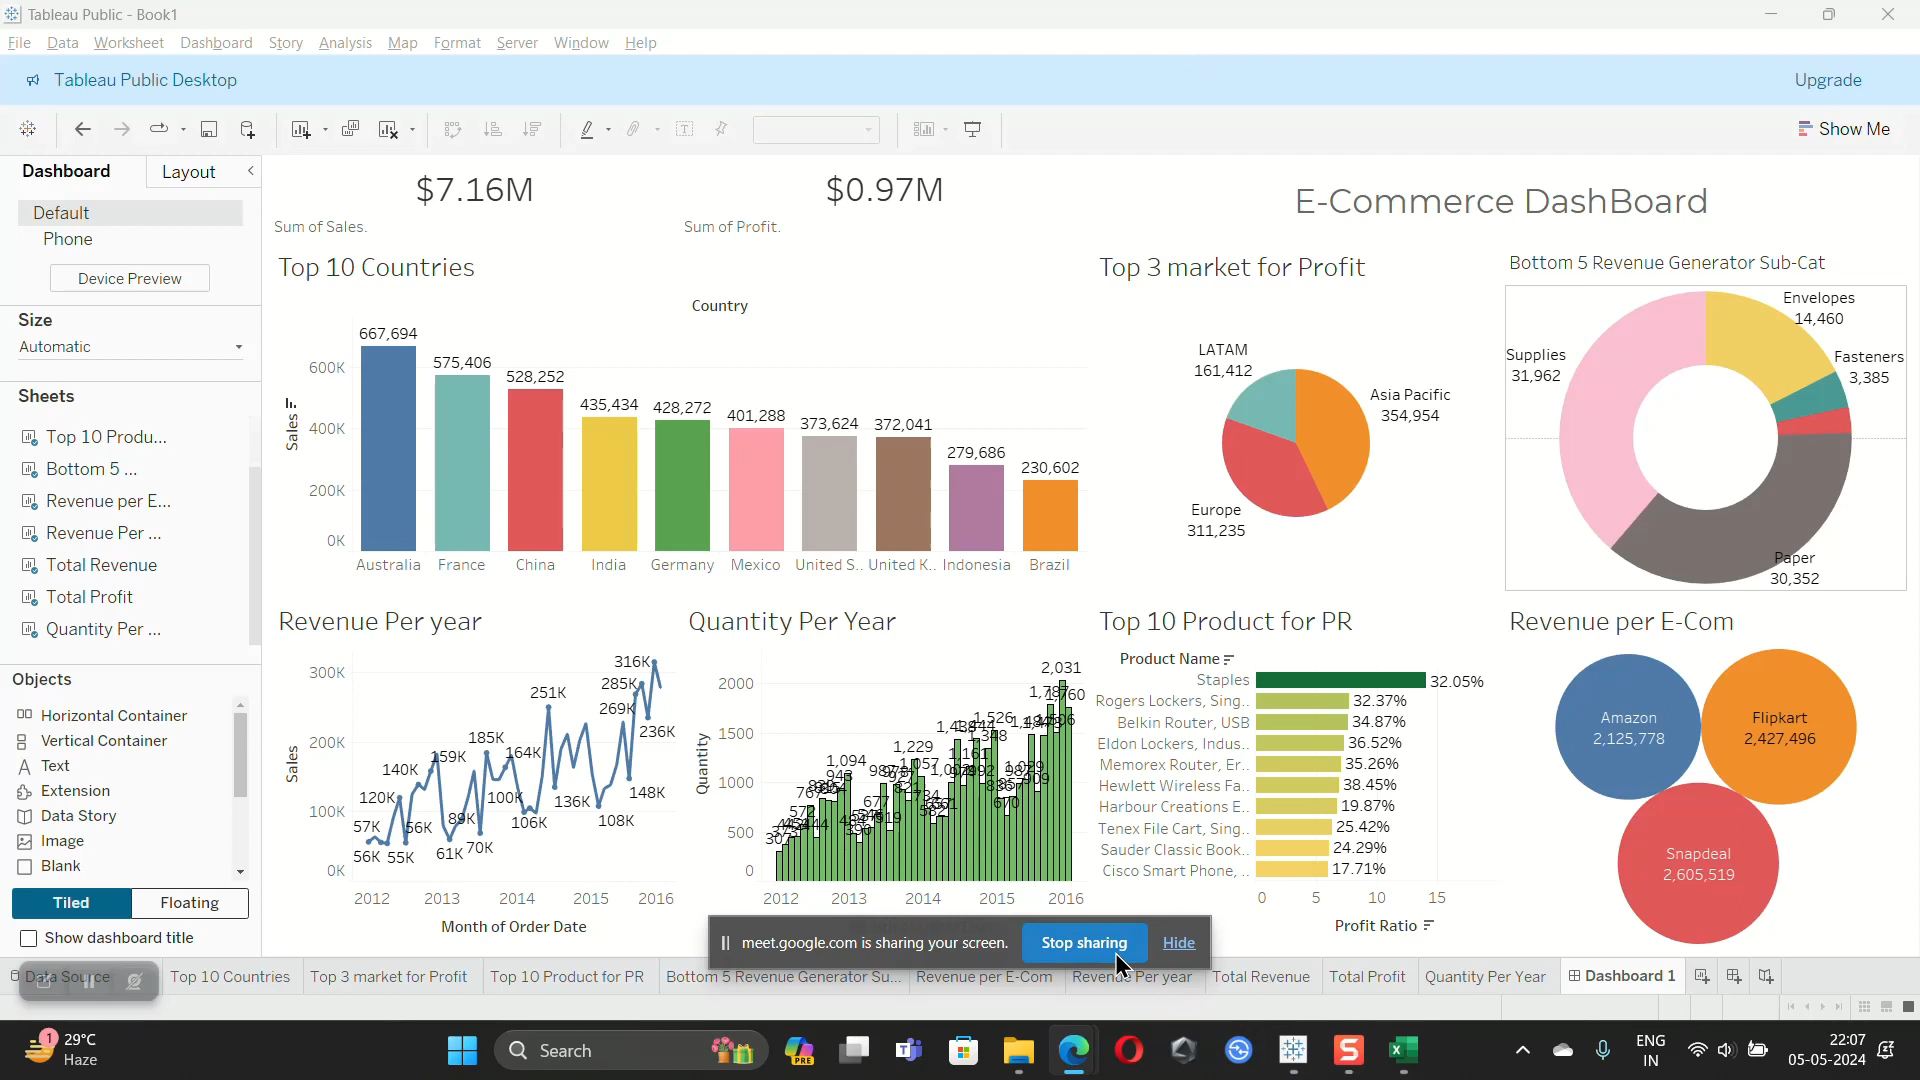 Tableau Public - Book1
File Data Worksheet Dashboard Story Analysis Map Format Server Window Help
Tableau Public Desktop
Upgrade
Show Me
Dashboard
Layout
Default
Phone
Device Preview
Size
Automatic
Sheets
Top 10 Produ...
Bottom 5 ...
Revenue per E...
Revenue Per ...
Total Revenue
Total Profit
Quantity Per ...
Objects
Horizontal Container
Vertical Container
Text
Extension
Data Story
Image
Blank
Tiled
Floating
Show dashboard title
$7.16M
Sum of Sales.
$0.97M
Sum of Profit.
E-Commerce DashBoard
Top 10 Countries
Country
Sales
600K
400K
200K
0K
667,694
575,406
528,252
435,434
428,272
401,288
373,624
372,041
279,686
230,602
Australia France China India Germany Mexico United S.. United K.. Indonesia Brazil
Top 3 market for Profit
LATAM
161,412
Asia Pacific
354,954
Europe
311,235
Bottom 5 Revenue Generator Sub-Cat
Envelopes
14,460
Fasteners
3,385
Supplies
31,962
Paper
30,352
Revenue Per year
Sales
300K
200K
100K
0K
57K
56K
120K
55K
140K
56K
159K
61K
89K
70K
185K
100K
164K
106K
251K
136K
108K
269K
285K
148K
316K
236K
2012 2013 2014 2015 2016
Month of Order Date
Quantity Per Year
Quantity
2000
1500
1000
500
0
1,094
1,229
1,526
2,031
2012 2013 2014 2015 2016
Top 10 Product for PR
Product Name
Staples 32.05%
Rogers Lockers, Sing.. 32.37%
Belkin Router, USB 34.87%
Eldon Lockers, Indus.. 36.52%
Memorex Router, Er.. 35.26%
Hewlett Wireless Fa.. 38.45%
Harbour Creations E.. 19.87%
Tenex File Cart, Sing.. 25.42%
Sauder Classic Book.. 24.29%
Cisco Smart Phone, .. 17.71%
0 5 10 15
Profit Ratio
Revenue per E-Com
Amazon
2,125,778
Flipkart
2,427,496
Snapdeal
2,605,519
meet.google.com is sharing your screen.
Stop sharing
Hide
Data Source
Top 10 Countries
Top 3 market for Profit
Top 10 Product for PR
Bottom 5 Revenue Generator Su...
Revenue per E-Com
Revenue Per year
Total Revenue
Total Profit
Quantity Per Year
Dashboard 1
1
29°C
Haze
Search
PRE
ENG
IN
22:07
05-05-2024